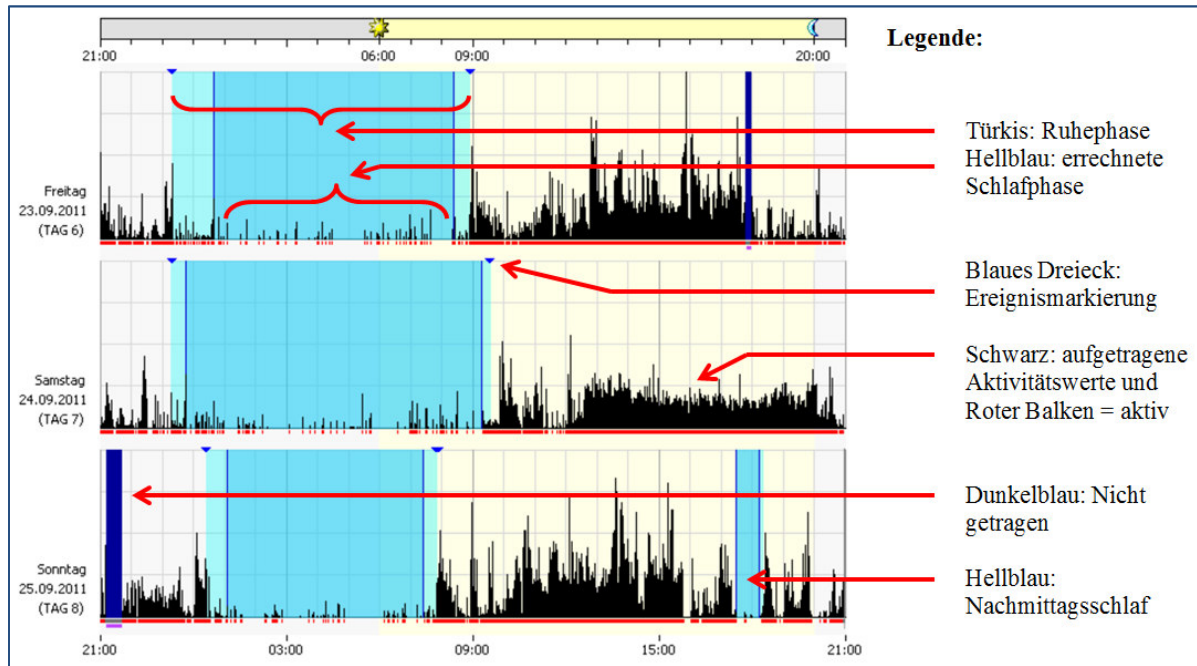 Legende:
21:00 06:00 09:00 20:00 21:00
Türkis: Ruhephase
Hellblau: errechnete
Schlafphase
Freitag
23.09.2011
(TAG 6)
Blaues Dreieck:
Ereignismarkierung
Schwarz: aufgetragene
Aktivitätswerte und
Roter Balken = aktiv
Samstag
24.09.2011
(TAG 7)
Dunkelblau: Nicht
getragen
Hellblau:
Nachmittagsschlaf
Sonntag
25.09.2011
(TAG 8)
21:00 03:00 09:00 15:00 21:00